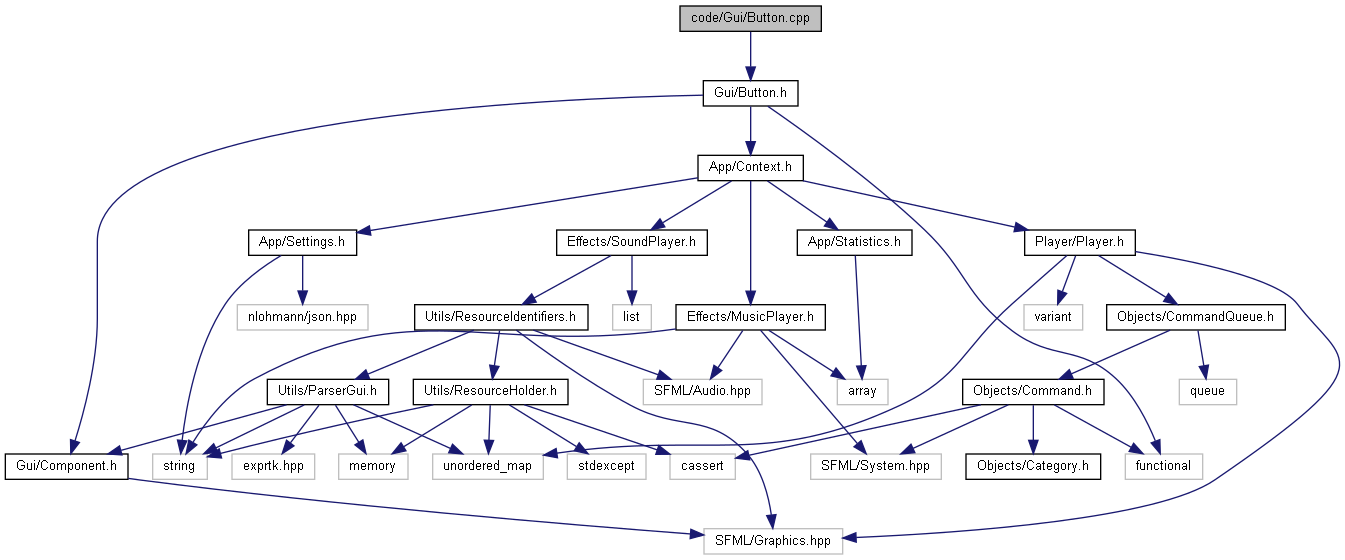 code/Gui/Button.cpp
Gui/Button.h
App/Context.h
App/Settings.h
Effects/SoundPlayer.h
App/Statistics.h
Player/Player.h
nlohmann/json.hpp
Utils/ResourceIdentifiers.h
list
Effects/MusicPlayer.h
variant
Objects/CommandQueue.h
Utils/ParserGui.h
Utils/ResourceHolder.h
SFML/Audio.hpp
array
Objects/Command.h
queue
Gui/Component.h
string
exprtk.hpp
memory
unordered_map
stdexcept
cassert
SFML/System.hpp
Objects/Category.h
functional
SFML/Graphics.hpp